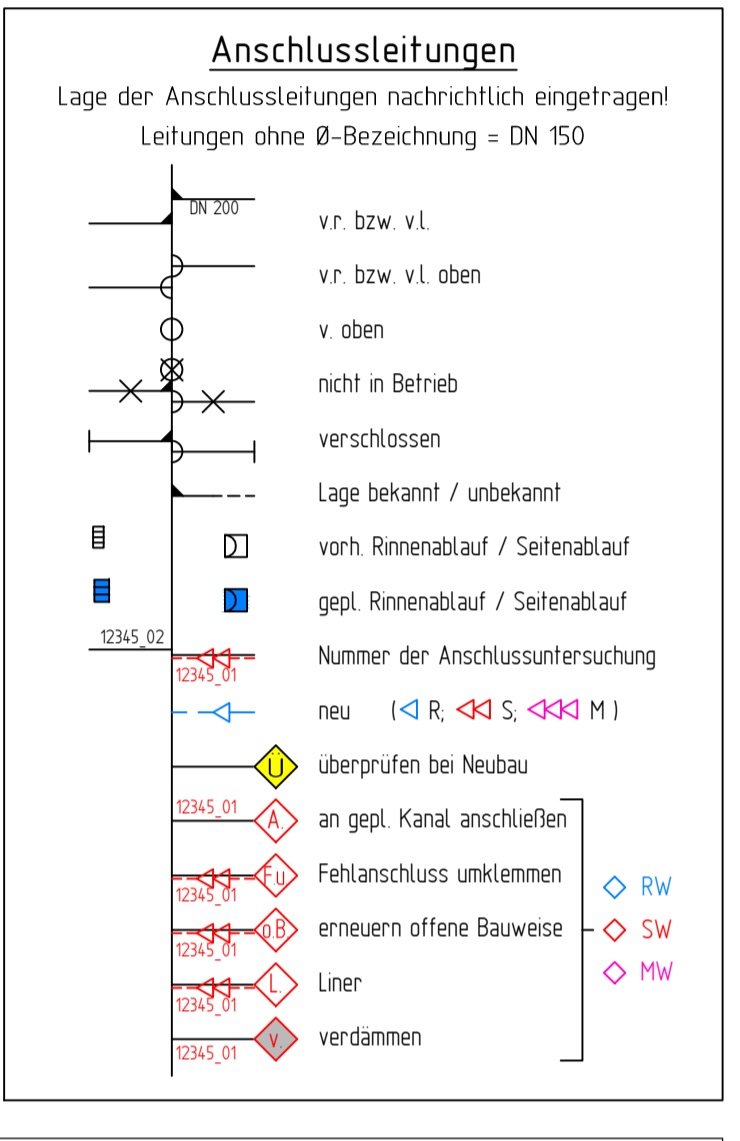 Anschlussleitungen
Lage der Anschlussleitungen nachrichtlich eingetragen!
Leitungen ohne Ø-Bezeichnung = DN 150
DN 200
v.r. bzw. v.l.
v.r. bzw. v.l. oben
v. oben
nicht in Betrieb
verschlossen
Lage bekannt / unbekannt
vorh. Rinnenablauf / Seitenablauf
gepl. Rinnenablauf / Seitenablauf
12345_02
12345_01 Nummer der Anschlussuntersuchung
neu ( R; S; M )
Ü überprüfen bei Neubau
12345_01 A. an gepl. Kanal anschließen
12345_01 F.u Fehlanschluss umklemmen
12345_01 o.B erneuern offene Bauweise
12345_01 L. Liner
12345_01 v. verdämmen
RW
SW
MW